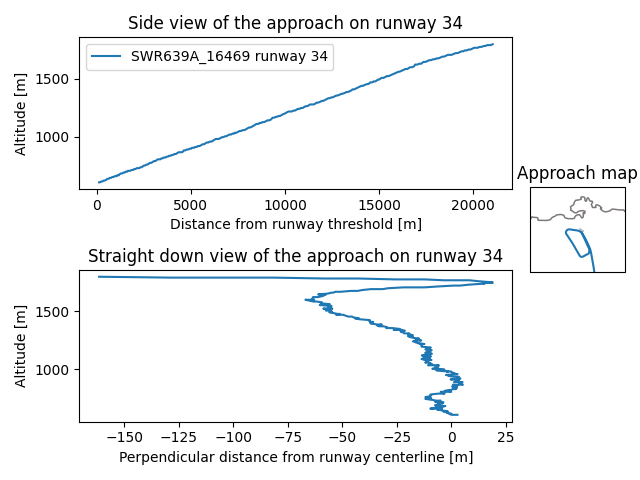 Side view of the approach on runway 34
SWR639A_16469 runway 34
Altitude [m]
1500
1000
0 5000 10000 15000 20000
Distance from runway threshold [m]
Approach map
Straight down view of the approach on runway 34
Altitude [m]
1500
1000
−150 −125 −100 −75 −50 −25 0 25
Perpendicular distance from runway centerline [m]